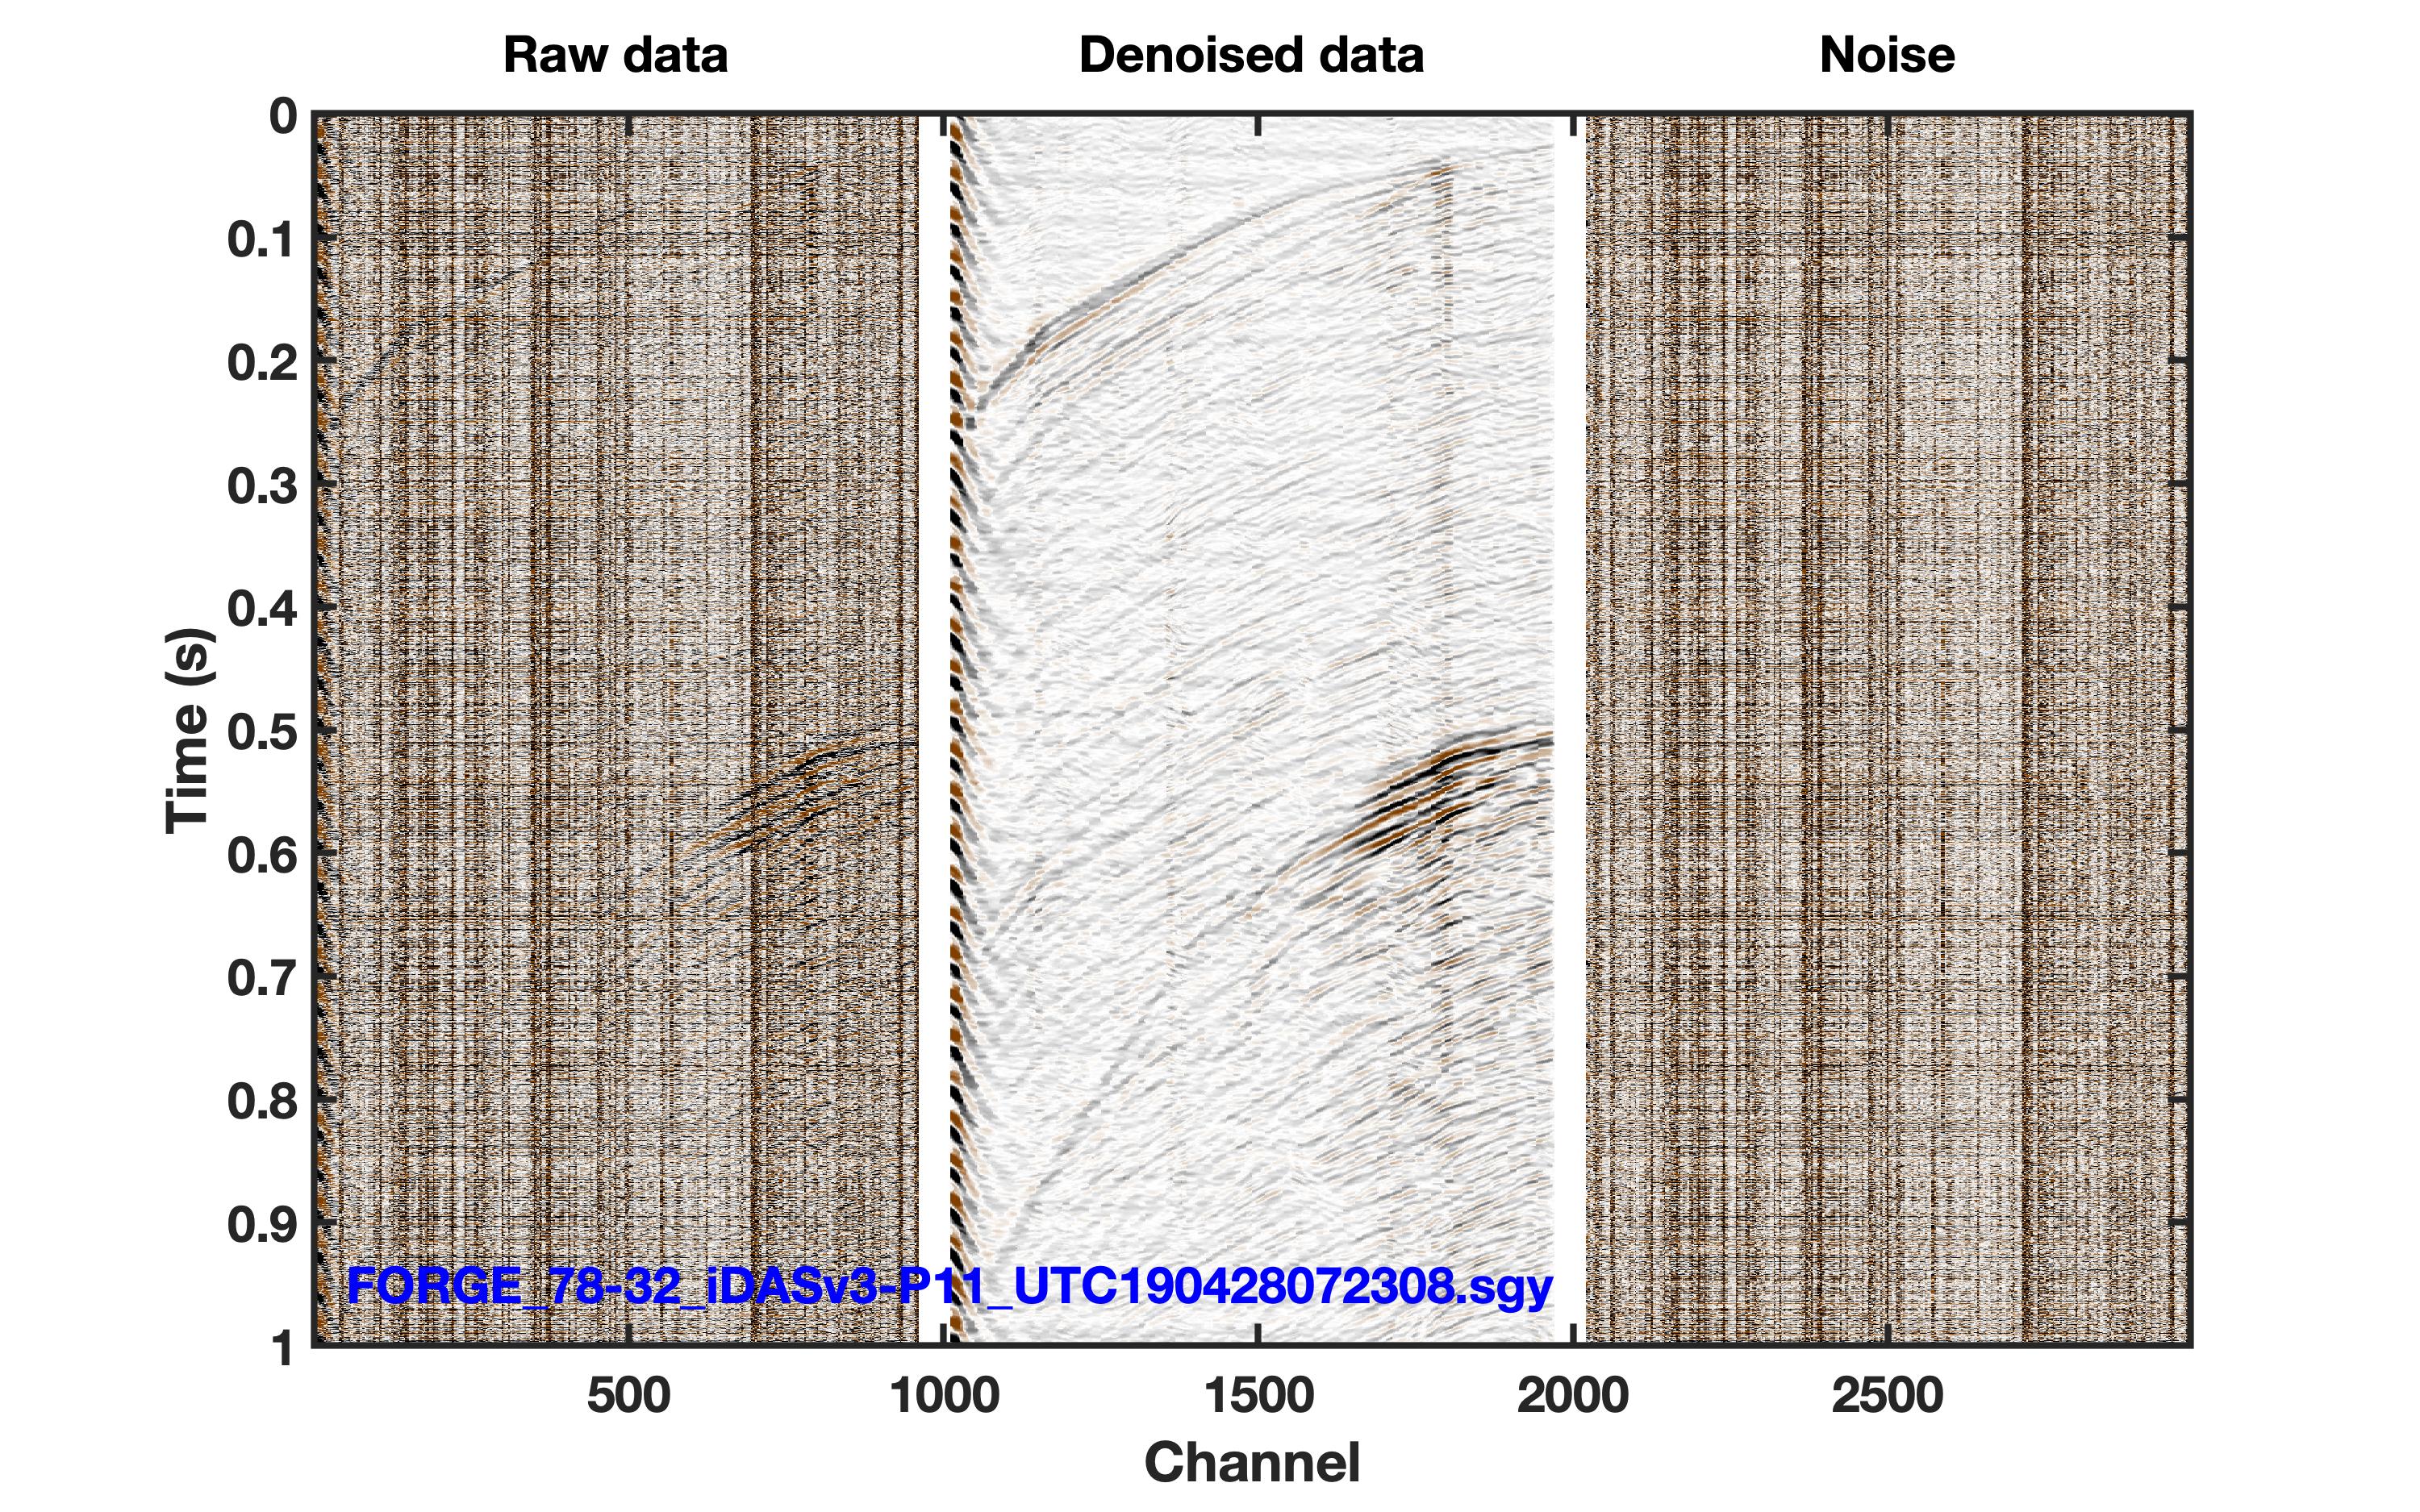 Raw data
Denoised data
Noise
Time (s)
0
0.1
0.2
0.3
0.4
0.5
0.6
0.7
0.8
0.9
1
FORGE_78-32_iDASv3-P11_UTC190428072308.sgy
500
1000
1500
2000
2500
Channel